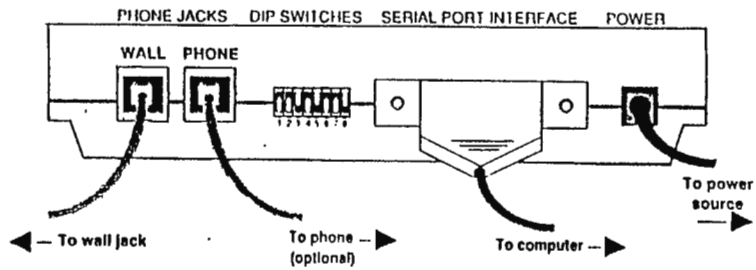 PHONE JACKS DIP SWITCHES SERIAL PORT INTERFACE POWER
WALL PHONE
1 2 3 4 5 6 7 8
To power
source
To wall jack
To phone
(optional)
To computer